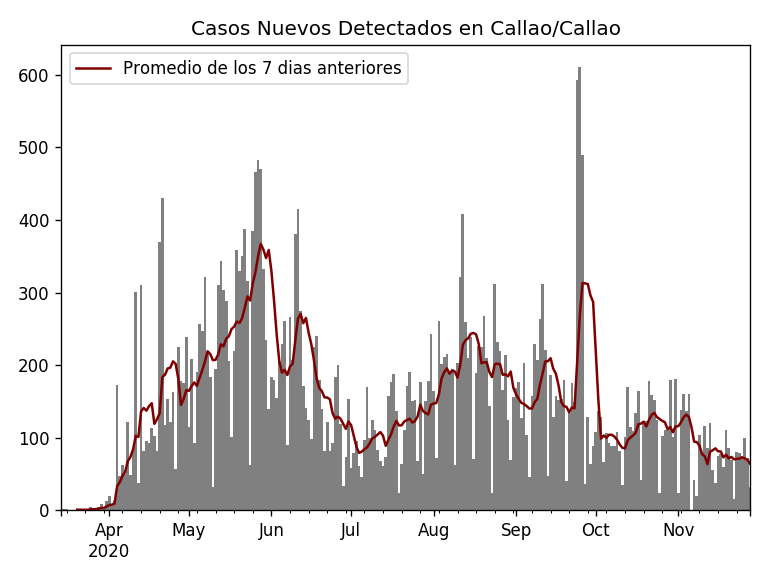 Casos Nuevos Detectados en Callao/Callao
Promedio de los 7 dias anteriores
600
500
400
300
200
100
0
Apr May Jun Jul Aug Sep Oct Nov
2020